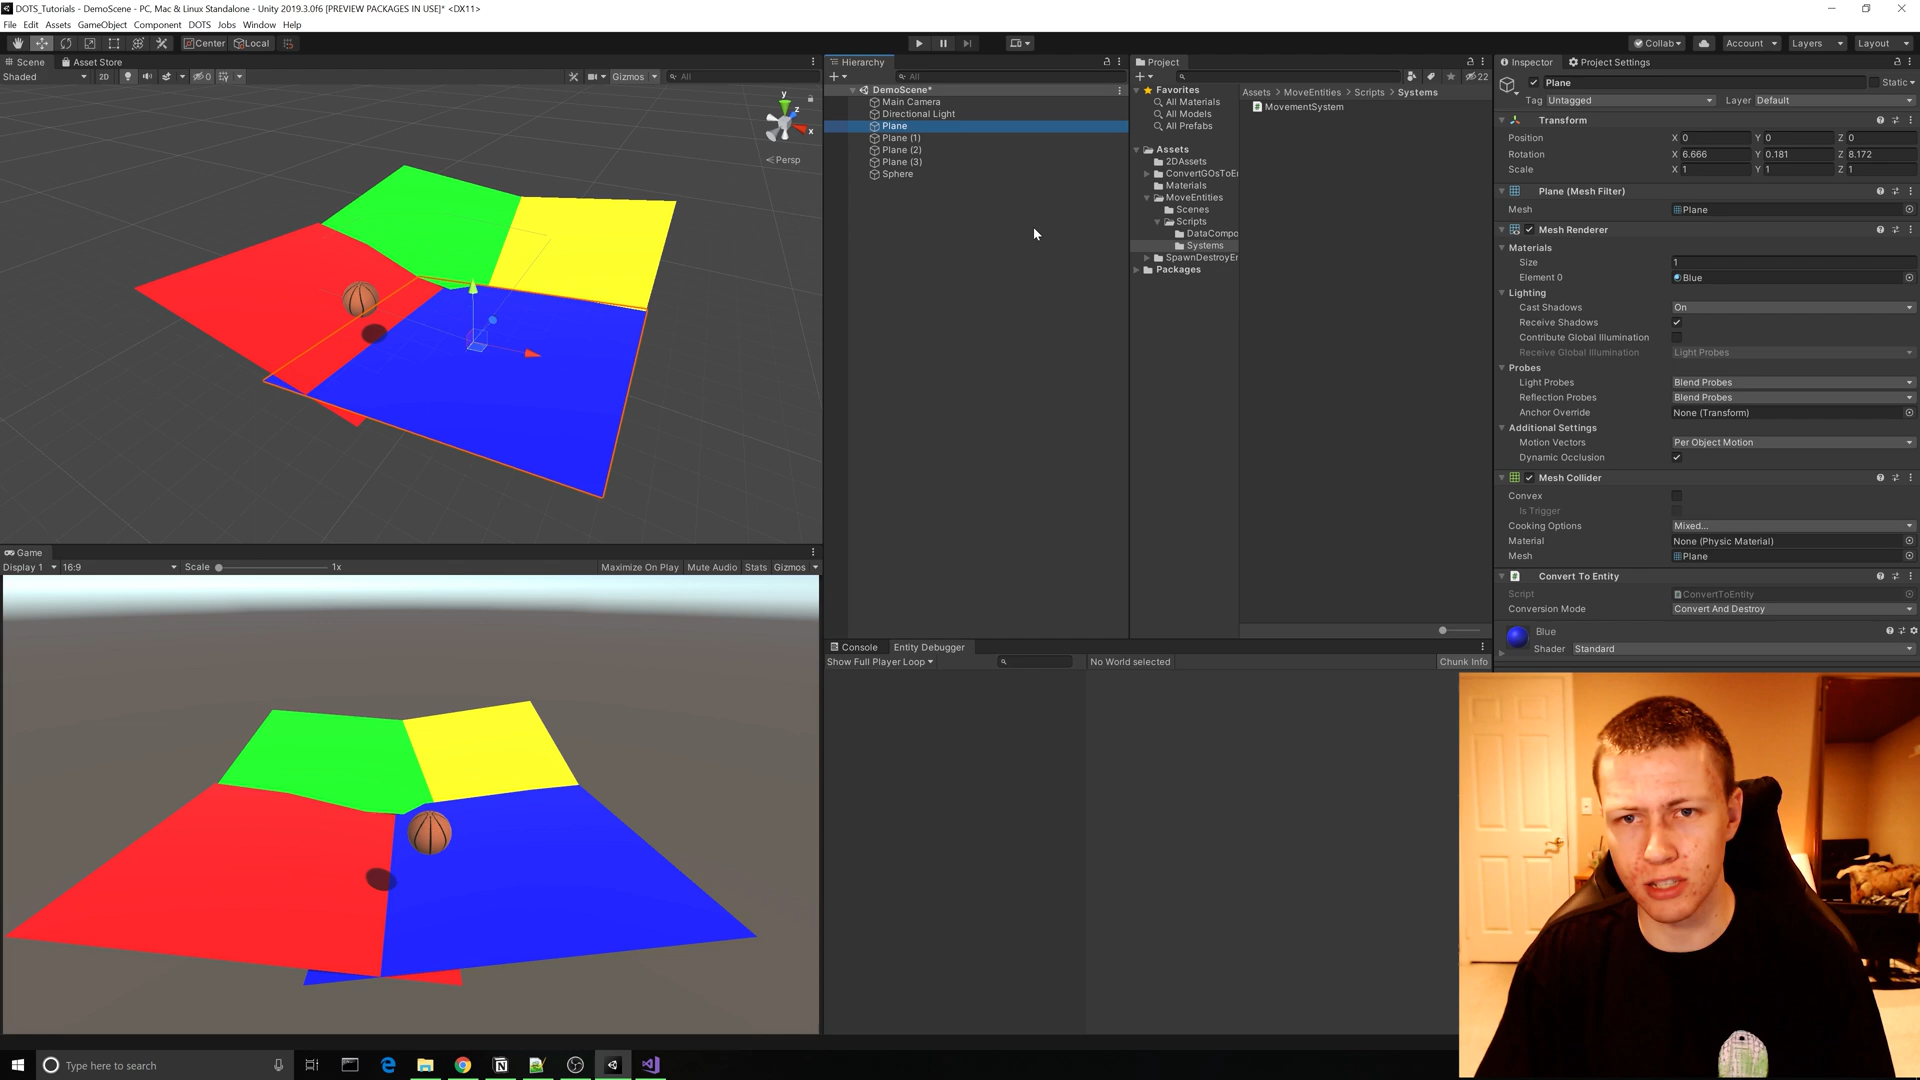 DOTS_Tutorials - DemoScene - PC, Mac & Linux Standalone - Unity 2019.3.0f6 [PREVIEW PACKAGES IN USE]* <DX11>
File Edit Assets GameObject Component DOTS Jobs Window Help
Center Local Collab Account Layers Layout
Scene Asset Store
Shaded 2D 0 Gizmos All
y
z
x
Persp
Game
Display 1 16:9 Scale 1x Maximize On Play Mute Audio Stats Gizmos
Hierarchy
All
DemoScene*
Main Camera
Directional Light
Plane
Plane (1)
Plane (2)
Plane (3)
Sphere
Project
22
Favorites
All Materials
All Models
All Prefabs
Assets
2DAssets
ConvertGOsToEn
Materials
MoveEntities
Scenes
Scripts
DataCompo
Systems
SpawnDestroyEn
Packages
Assets > MoveEntities > Scripts > Systems
MovementSystem
Console Entity Debugger
Show Full Player Loop No World selected Chunk Info
Inspector Project Settings
Plane Static
Tag Untagged Layer Default
Transform
Position X 0 Y 0 Z 0
Rotation X 6.666 Y 0.181 Z 8.172
Scale X 1 Y 1 Z 1
Plane (Mesh Filter)
Mesh Plane
Mesh Renderer
Materials
Size 1
Element 0 Blue
Lighting
Cast Shadows On
Receive Shadows
Contribute Global Illumination
Receive Global Illumination Light Probes
Probes
Light Probes Blend Probes
Reflection Probes Blend Probes
Anchor Override None (Transform)
Additional Settings
Motion Vectors Per Object Motion
Dynamic Occlusion
Mesh Collider
Convex
Is Trigger
Cooking Options Mixed...
Material None (Physic Material)
Mesh Plane
Convert To Entity
Script ConvertToEntity
Conversion Mode Convert And Destroy
Blue
Shader Standard
Type here to search